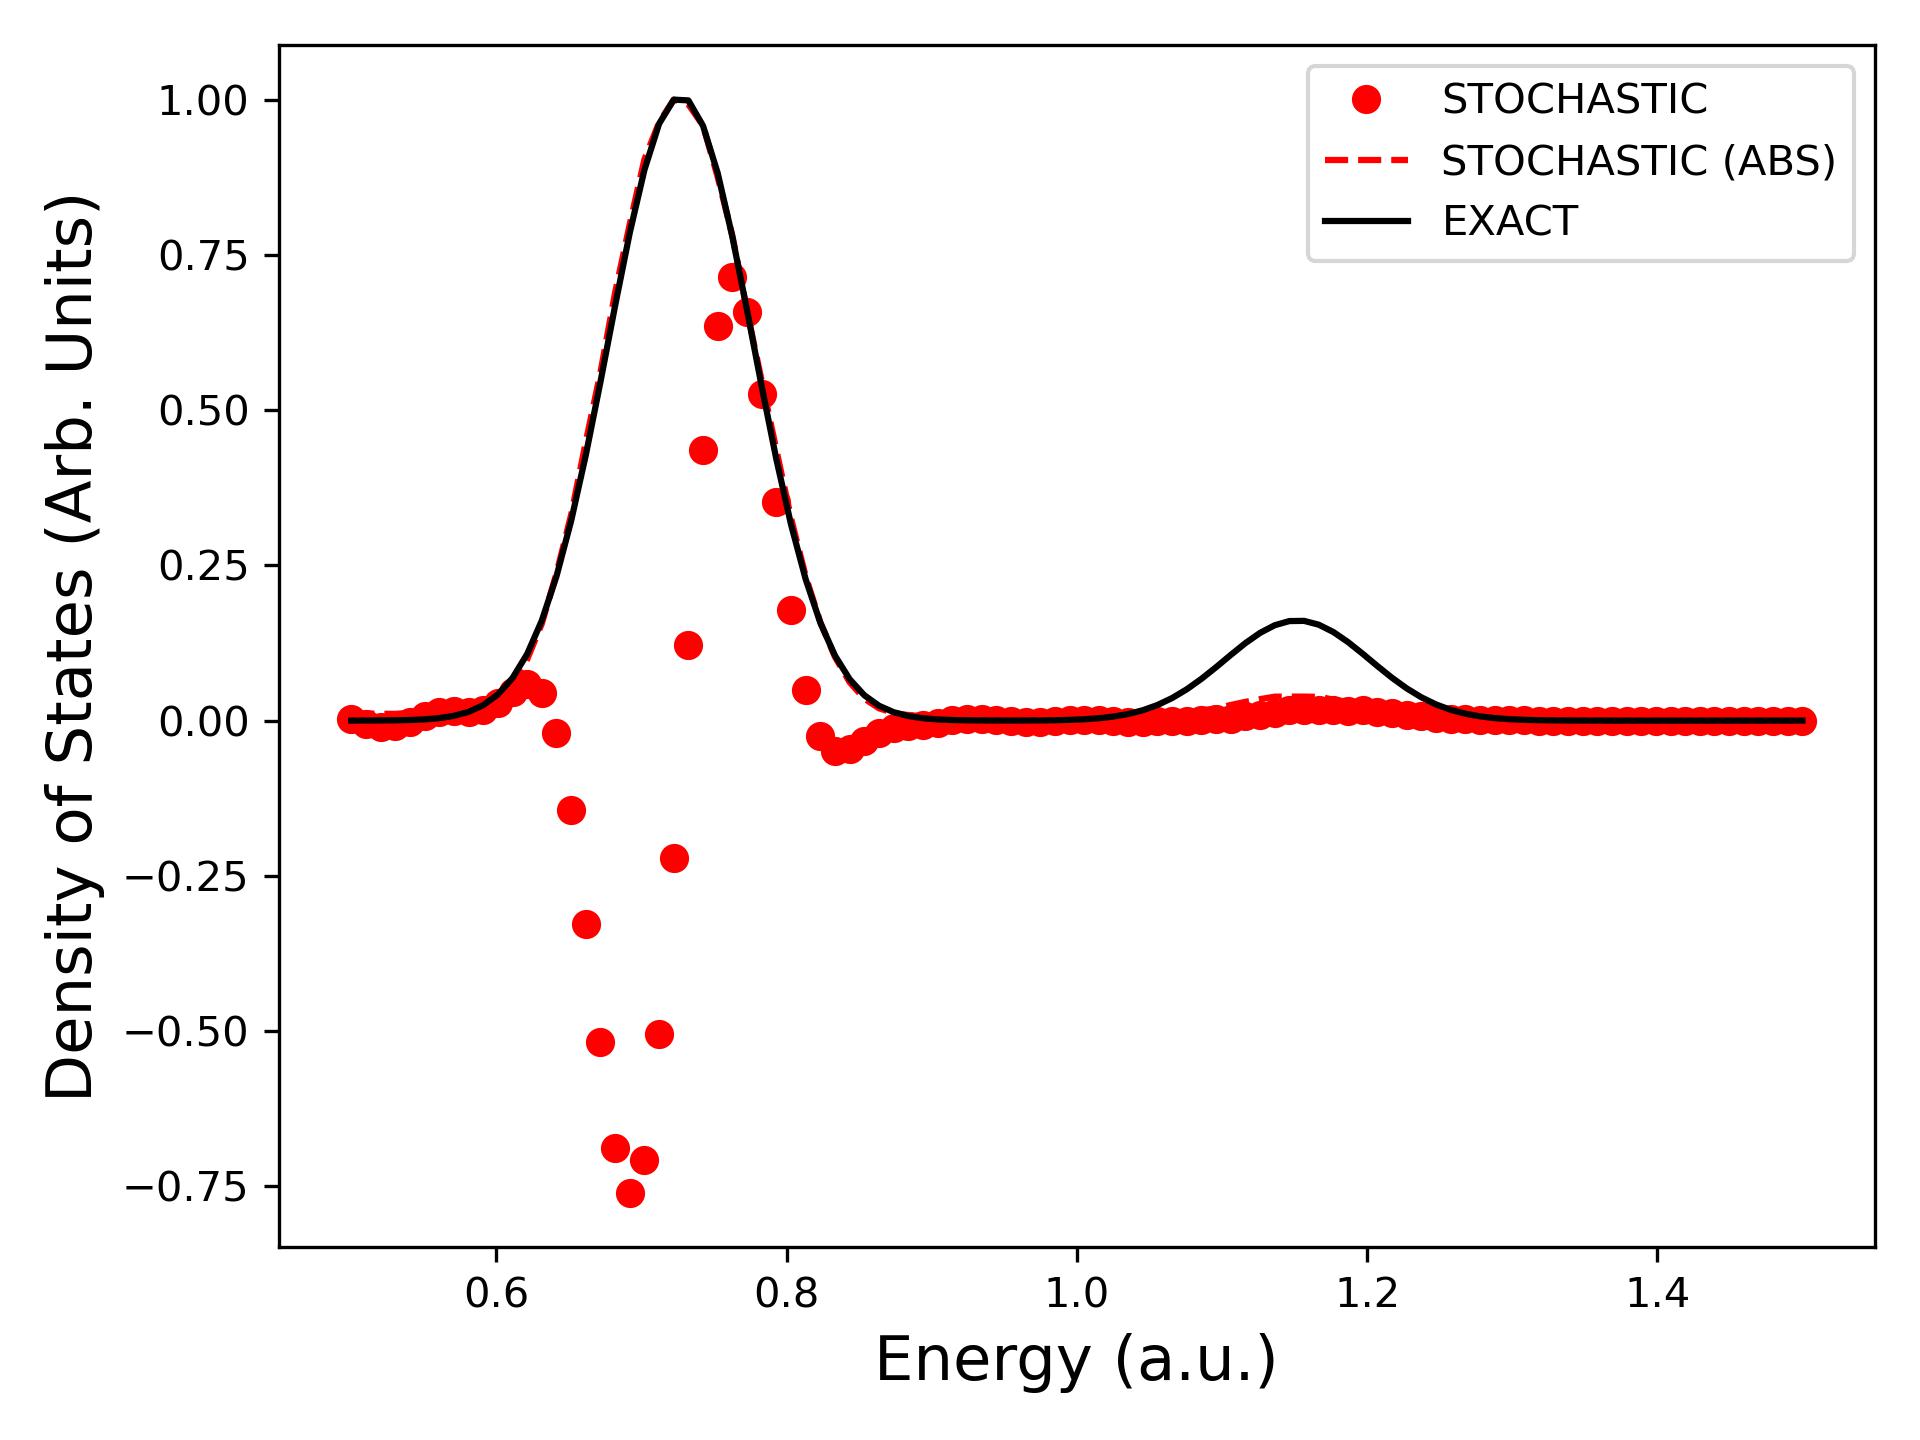 1.00
0.75
0.50
0.25
0.00
−0.25
−0.50
−0.75
Density of States (Arb. Units)
STOCHASTIC
STOCHASTIC (ABS)
EXACT
0.6 0.8 1.0 1.2 1.4
Energy (a.u.)